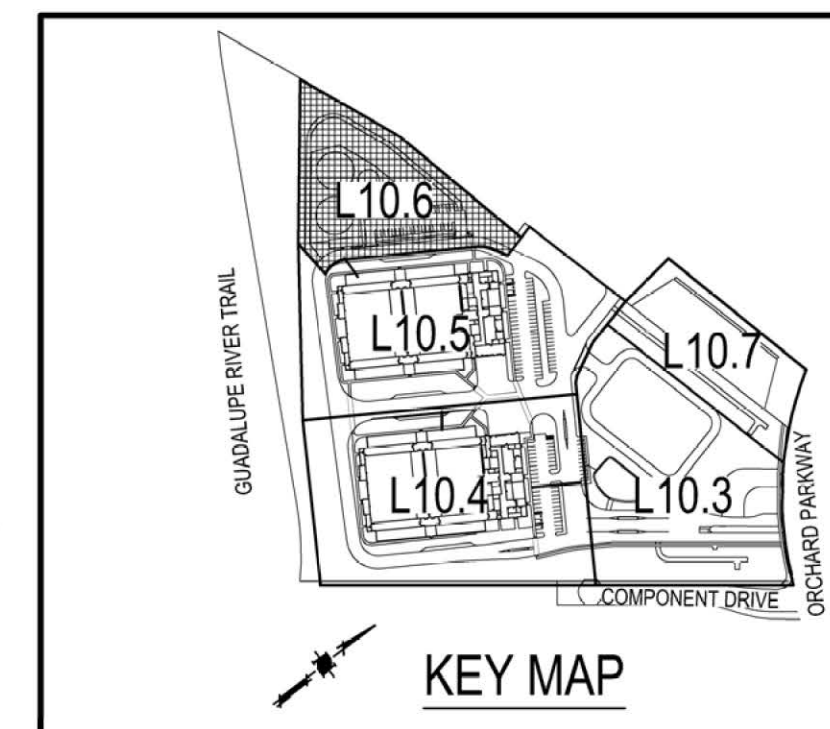 L10.6
GUADALUPE RIVER TRAIL
L10.5
L10.7
L10.4
L10.3
ORCHARD PARKWAY
COMPONENT DRIVE
KEY MAP